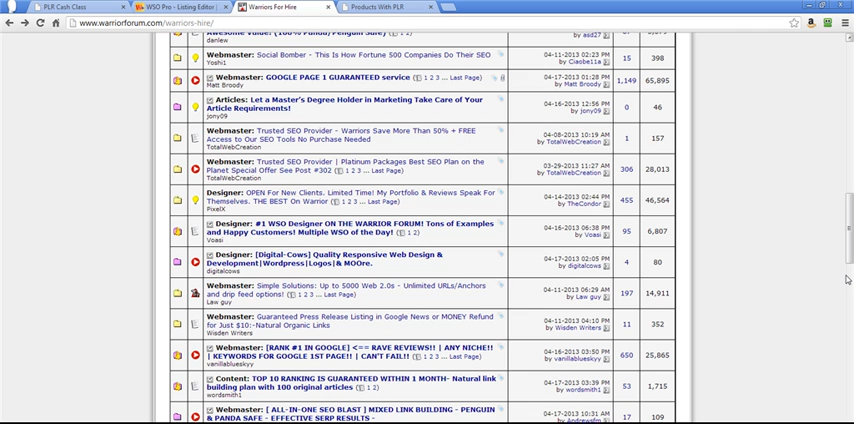 PLR Cash Class
WSO Pro - Listing Editor |
Warriors For Hire
Products With PLR
www.warriorforum.com/warriors-hire/
Awesome Value! (100% Panda/Penguin Safe)
danlew
by asd27
Webmaster: Social Bomber - This Is How Fortune 500 Companies Do Their SEO
Yoshi1
04-11-2013 02:23 PM
by Ciaobe11a
15
398
Webmaster: GOOGLE PAGE 1 GUARANTEED service ( 1 2 3 ... Last Page)
Matt Broody
04-17-2013 01:28 PM
by Matt Broody
1,149
65,895
Articles: Let a Master's Degree Holder in Marketing Take Care of Your
Article Requirements!
jony09
04-16-2013 12:56 PM
by jony09
0
46
Webmaster: Trusted SEO Provider - Warriors Save More Than 50% + FREE
Access to Our SEO Tools No Purchase Needed
TotalWebCreation
04-08-2013 10:19 AM
by TotalWebCreation
1
157
Webmaster: Trusted SEO Provider | Platinum Packages Best SEO Plan on the
Planet Special Offer See Post #302 ( 1 2 3 ... Last Page)
TotalWebCreation
03-29-2013 11:27 AM
by TotalWebCreation
306
28,013
Designer: OPEN For New Clients. Limited Time! My Portfolio & Reviews Speak For
Themselves. THE BEST On Warrior ( 1 2 3 ... Last Page)
PixelX
04-14-2013 02:44 PM
by TheCondor
455
46,564
Designer: #1 WSO Designer ON THE WARRIOR FORUM! Tons of Examples
and Happy Customers! Multiple WSO of the Day! ( 1 2)
Voasi
04-16-2013 06:38 PM
by Voasi
95
6,807
Designer: [Digital-Cows] Quality Responsive Web Design &
Development|Wordpress|Logos|& MOOre.
digitalcows
04-17-2013 02:05 PM
by digitalcows
4
80
Webmaster: Simple Solutions: Up to 5000 Web 2.0s - Unlimited URLs/Anchors
and drip feed options! ( 1 2 3 ... Last Page)
Law guy
04-11-2013 06:29 AM
by Law guy
197
14,911
Webmaster: Guaranteed Press Release Listing in Google News or MONEY Refund
for Just $10:-Natural Organic Links
Wisden Writers
04-11-2013 04:10 PM
by Wisden Writers
11
352
Webmaster: [RANK #1 IN GOOGLE] <== RAVE REVIEWS!! | ANY NICHE!!
| KEYWORDS FOR GOOGLE 1ST PAGE!! | CAN'T FAIL!! ( 1 2 3 ... Last Page)
vanillablueskyy
04-16-2013 03:50 PM
by vanillablueskyy
650
25,865
Content: TOP 10 RANKING IS GUARANTEED WITHIN 1 MONTH- Natural link
building plan with 100 original articles ( 1 2)
wordsmith1
04-17-2013 03:39 PM
by wordsmith1
53
1,715
Webmaster: [ ALL-IN-ONE SEO BLAST | MIXED LINK BUILDING - PENGUIN
& PANDA SAFE - EFFECTIVE SERP RESULTS -
04-17-2013 10:31 AM
by Andrewsfm
17
109